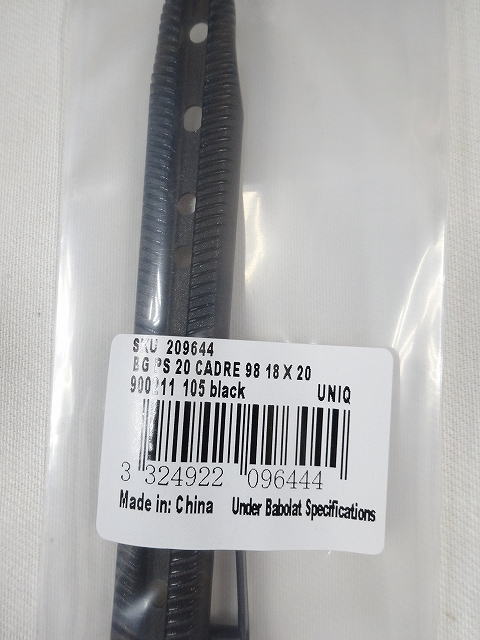 SKU 209644
BG PS 20 CADRE 98 18 X 20
900211 105 black UNIQ
3 324922 096444
Made in: China Under Babolat Specifications